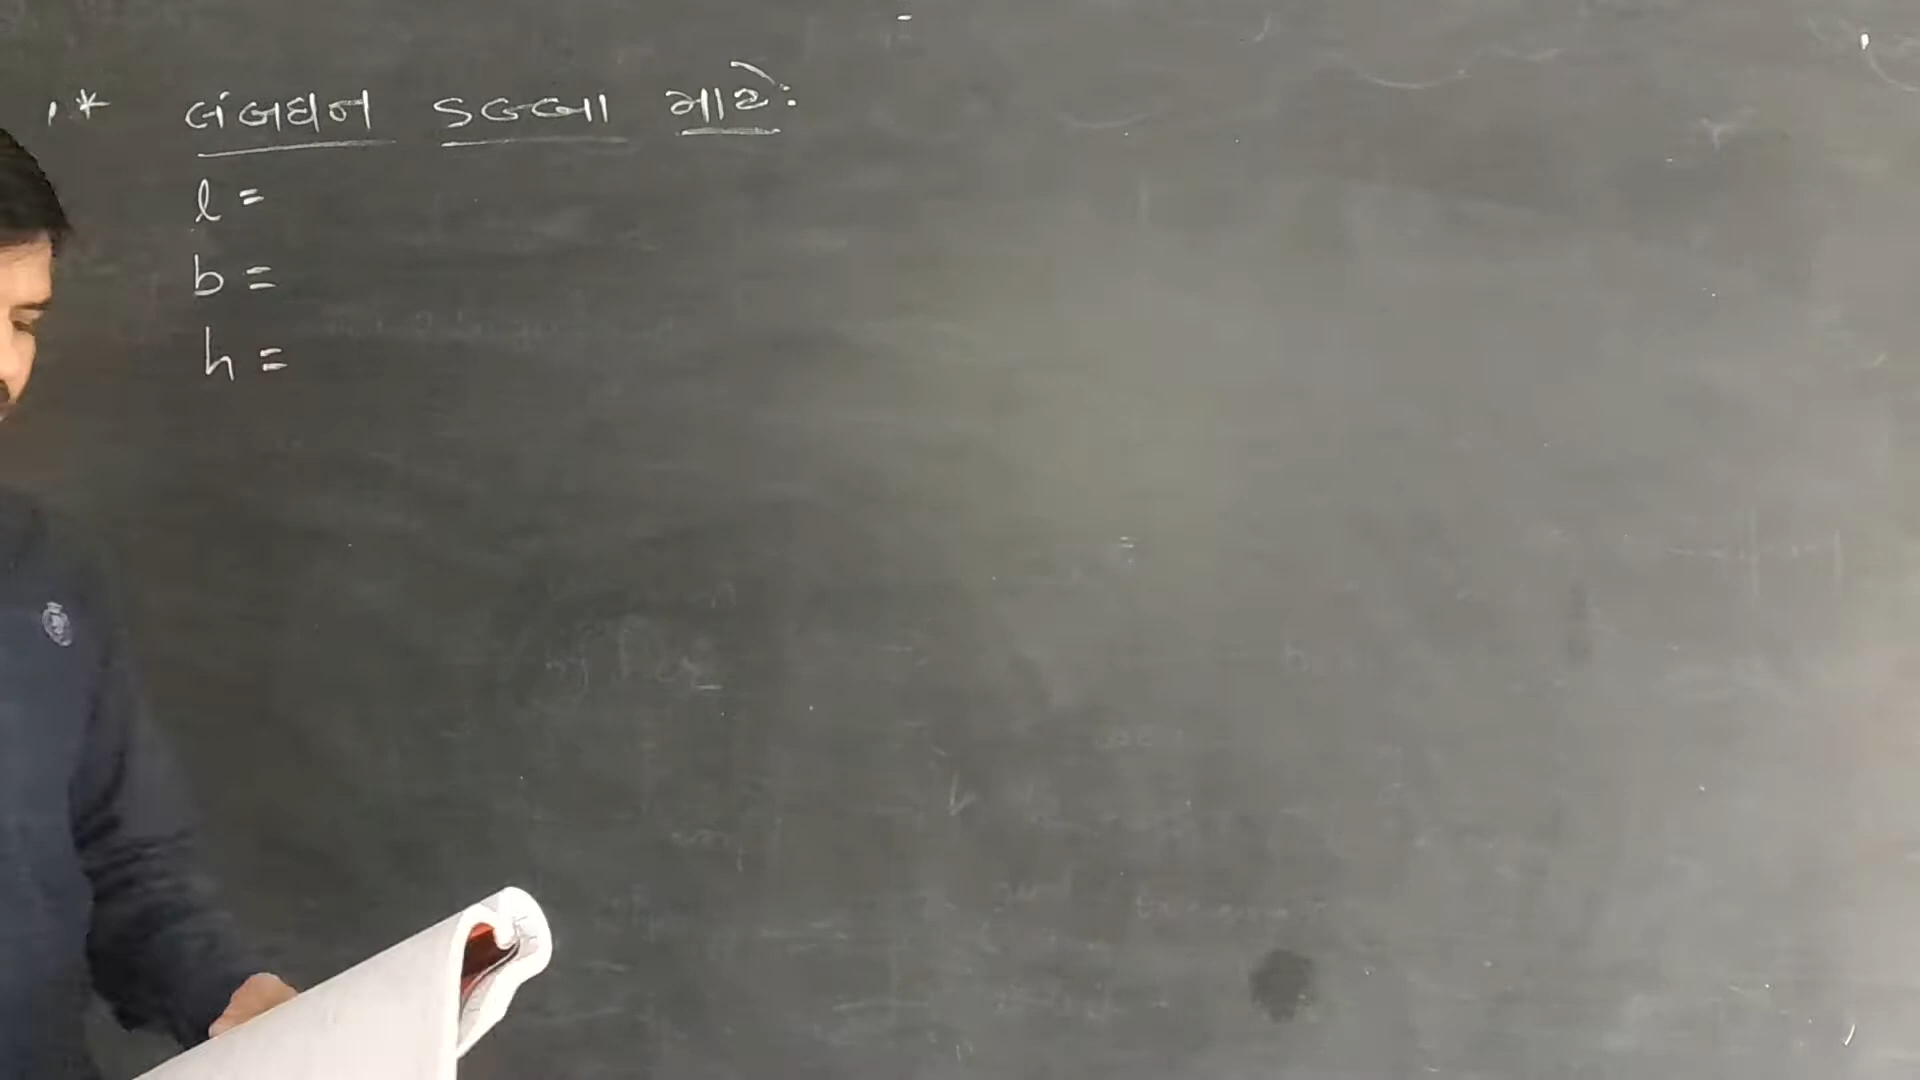 1* લંબઘન ડબ્બા માટે:
l =
b =
h =